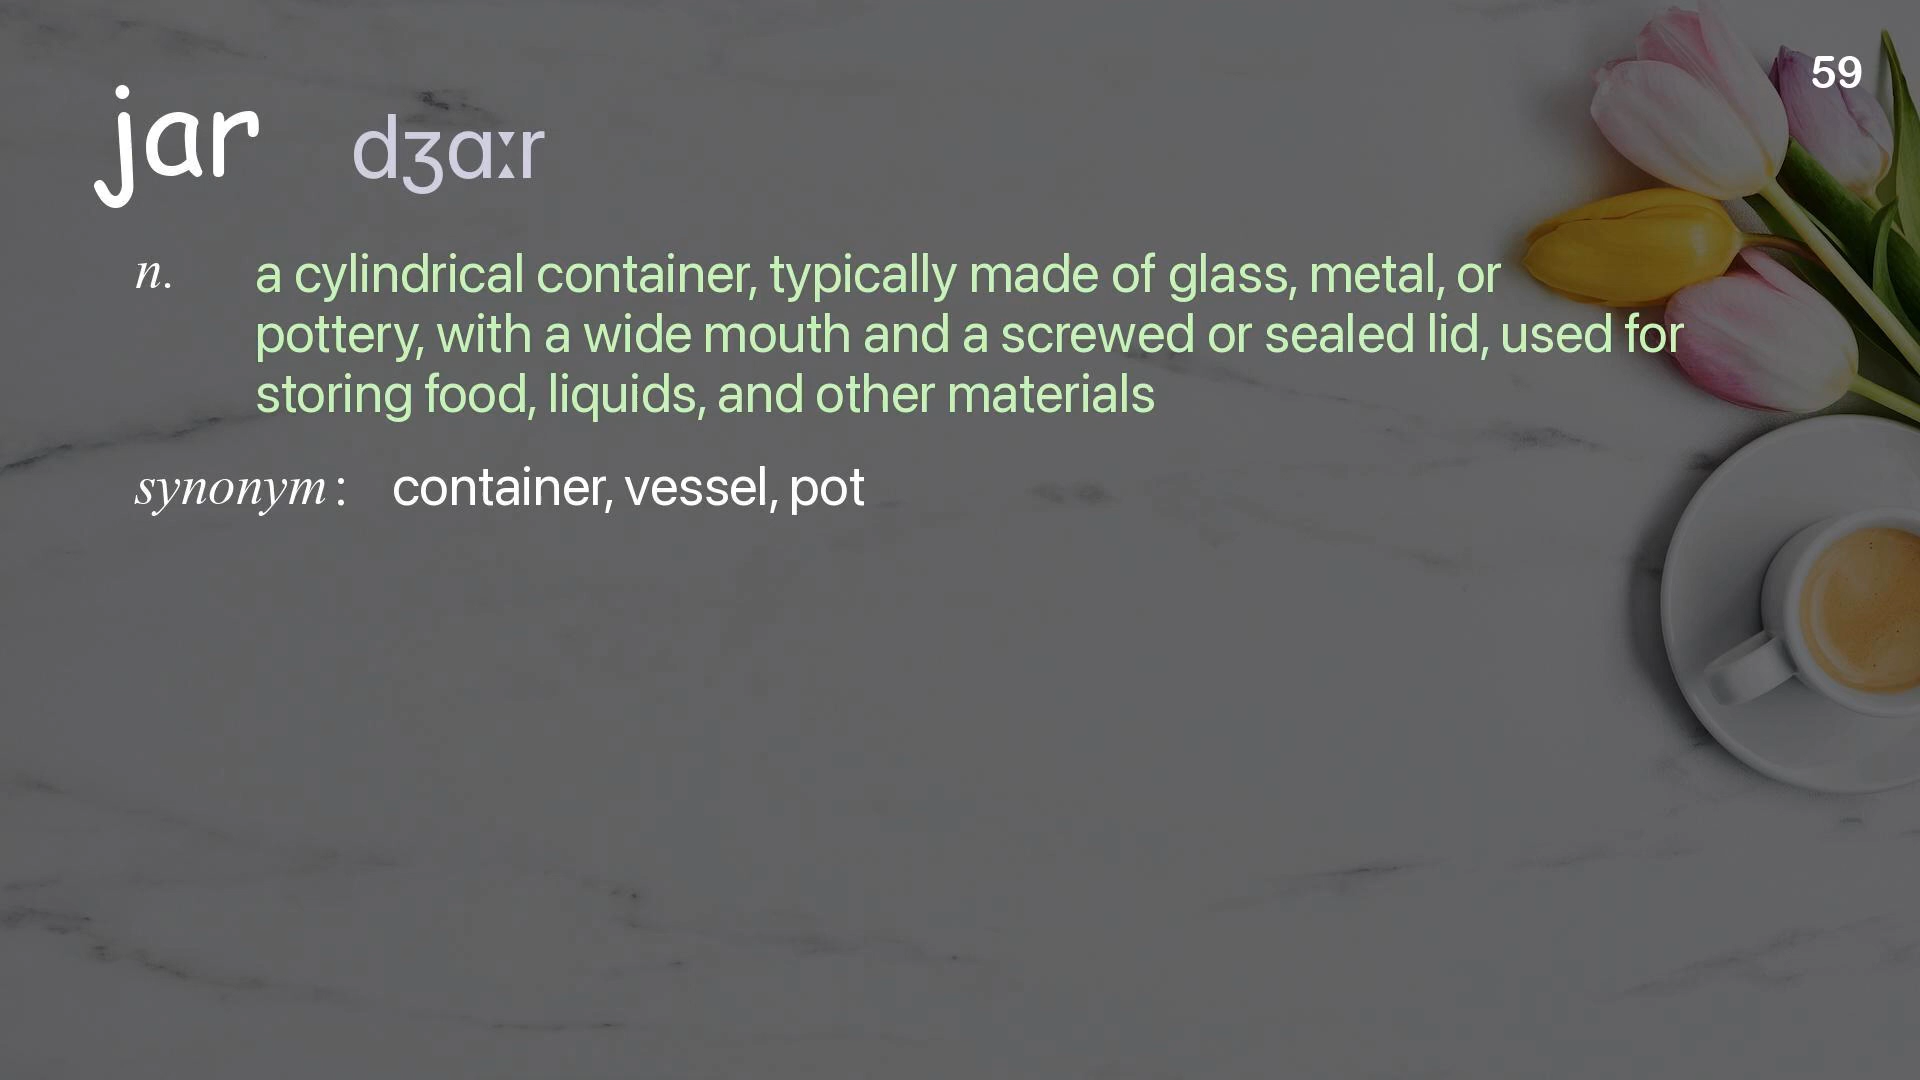 59
jar dʒɑːr
n. a cylindrical container, typically made of glass, metal, or
pottery, with a wide mouth and a screwed or sealed lid, used for
storing food, liquids, and other materials
synonym: container, vessel, pot